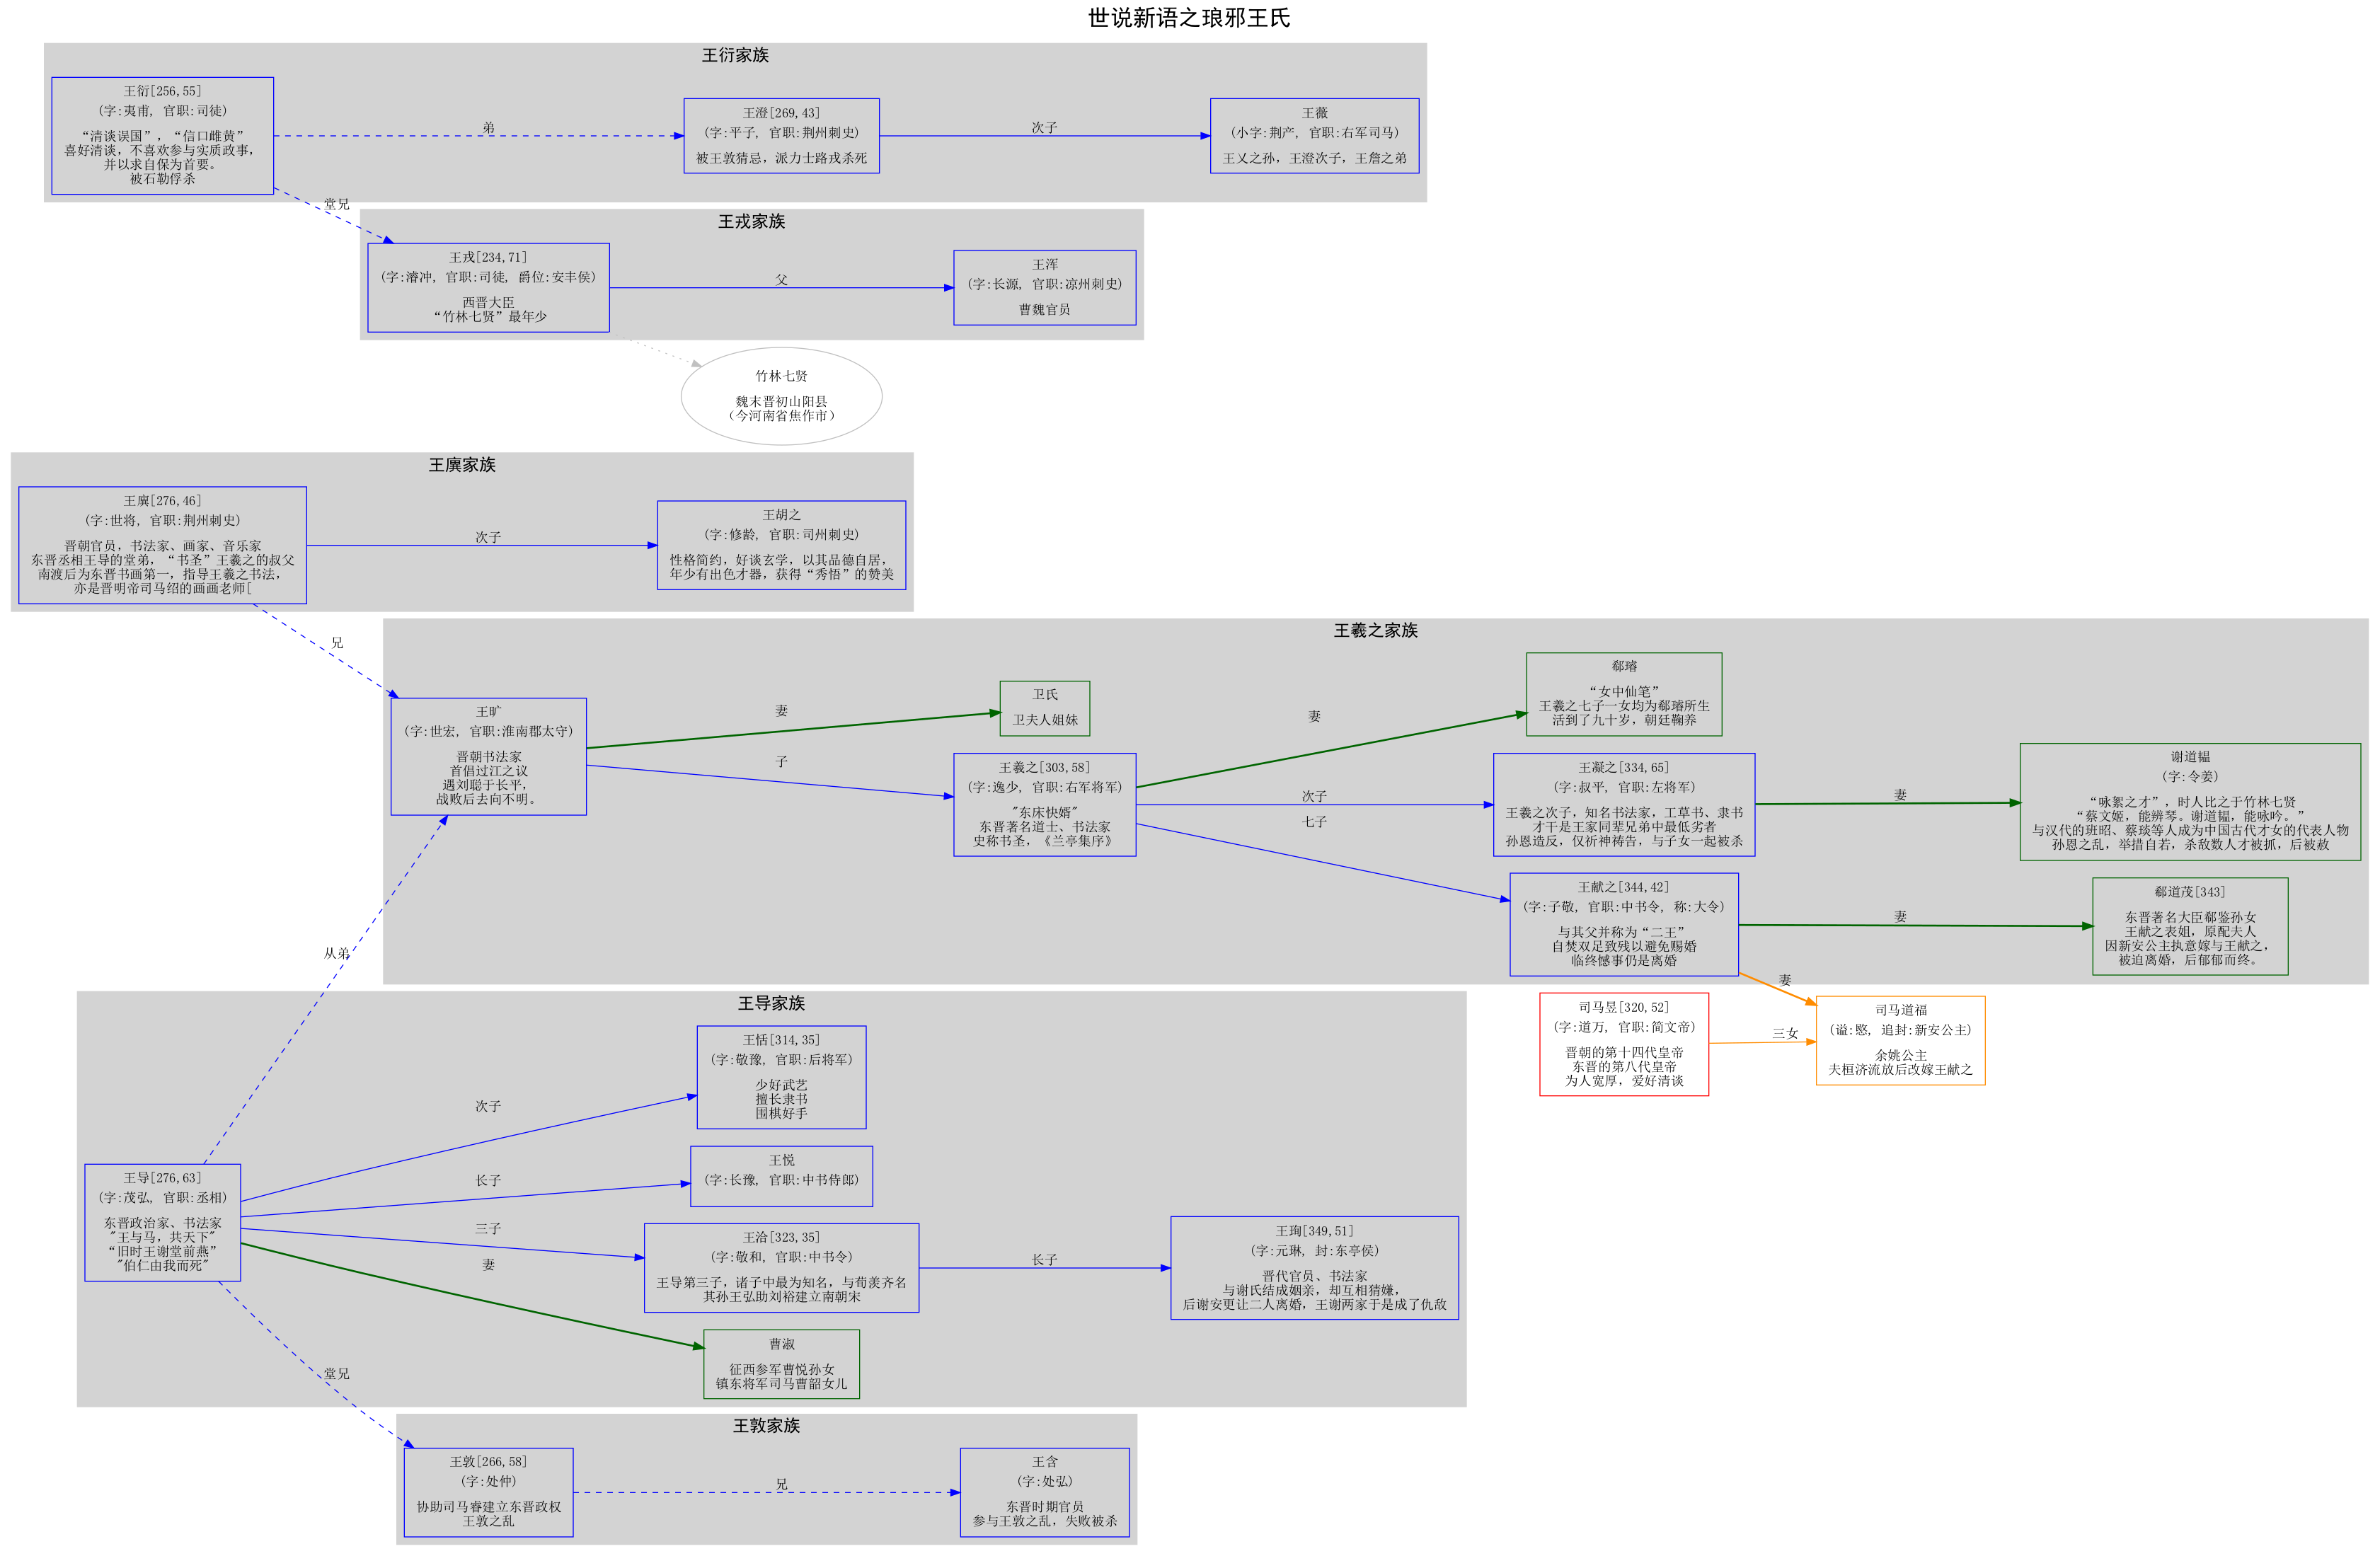 世说新语之琅邪王氏
王衍家族
王衍[256,55]
(字:夷甫, 官职:司徒)
“清谈误国”，“信口雌黄”
喜好清谈，不喜欢参与实质政事，
并以求自保为首要。
被石勒俘杀
弟
王澄[269,43]
(字:平子, 官职:荆州刺史)
被王敦猜忌，派力士路戎杀死
次子
王薇
(小字:荆产, 官职:右军司马)
王乂之孙，王澄次子，王詹之弟
堂兄
王戎家族
王戎[234,71]
(字:濬冲, 官职:司徒, 爵位:安丰侯)
西晋大臣
“竹林七贤”最年少
父
王浑
(字:长源, 官职:凉州刺史)
曹魏官员
竹林七贤
魏末晋初山阳县
（今河南省焦作市）
王廙家族
王廙[276,46]
(字:世将, 官职:荆州刺史)
晋朝官员，书法家、画家、音乐家
东晋丞相王导的堂弟，“书圣”王羲之的叔父
南渡后为东晋书画第一，指导王羲之书法，
亦是晋明帝司马绍的画画老师[
次子
王胡之
(字:修龄, 官职:司州刺史)
性格简约，好谈玄学，以其品德自居，
年少有出色才器，获得“秀悟”的赞美
兄
王羲之家族
王旷
(字:世宏, 官职:淮南郡太守)
晋朝书法家
首倡过江之议
遇刘聪于长平，
战败后去向不明。
妻
卫氏
卫夫人姐妹
子
王羲之[303,58]
(字:逸少, 官职:右军将军)
"东床快婿"
东晋著名道士、书法家
史称书圣，《兰亭集序》
妻
郗璿
“女中仙笔”
王羲之七子一女均为郗璿所生
活到了九十岁，朝廷鞠养
次子
王凝之[334,65]
(字:叔平, 官职:左将军)
王羲之次子，知名书法家，工草书、隶书
才干是王家同辈兄弟中最低劣者
孙恩造反，仅祈神祷告，与子女一起被杀
妻
谢道韫
(字:令姜)
“咏絮之才”，时人比之于竹林七贤
“蔡文姬，能辨琴。谢道韫，能咏吟。”
与汉代的班昭、蔡琰等人成为中国古代才女的代表人物
孙恩之乱，举措自若，杀敌数人才被抓，后被赦
七子
王献之[344,42]
(字:子敬, 官职:中书令, 称:大令)
与其父并称为“二王”
自焚双足致残以避免赐婚
临终憾事仍是离婚
妻
郗道茂[343]
东晋著名大臣郗鉴孙女
王献之表姐，原配夫人
因新安公主执意嫁与王献之，
被迫离婚，后郁郁而终。
妻
司马昱[320,52]
(字:道万, 官职:简文帝)
晋朝的第十四代皇帝
东晋的第八代皇帝
为人宽厚，爱好清谈
三女
司马道福
(谥:愍, 追封:新安公主)
余姚公主
夫桓济流放后改嫁王献之
从弟
王导家族
王导[276,63]
(字:茂弘, 官职:丞相)
东晋政治家、书法家
"王与马，共天下"
“旧时王谢堂前燕”
"伯仁由我而死"
次子
王恬[314,35]
(字:敬豫, 官职:后将军)
少好武艺
擅长隶书
围棋好手
长子
王悦
(字:长豫, 官职:中书侍郎)
三子
王洽[323,35]
(字:敬和, 官职:中书令)
王导第三子，诸子中最为知名，与荀羡齐名
其孙王弘助刘裕建立南朝宋
长子
王珣[349,51]
(字:元琳, 封:东亭侯)
晋代官员、书法家
与谢氏结成姻亲，却互相猜嫌，
后谢安更让二人离婚，王谢两家于是成了仇敌
妻
曹淑
征西参军曹悦孙女
镇东将军司马曹韶女儿
堂兄
王敦家族
王敦[266,58]
(字:处仲)
协助司马睿建立东晋政权
王敦之乱
兄
王含
(字:处弘)
东晋时期官员
参与王敦之乱，失败被杀